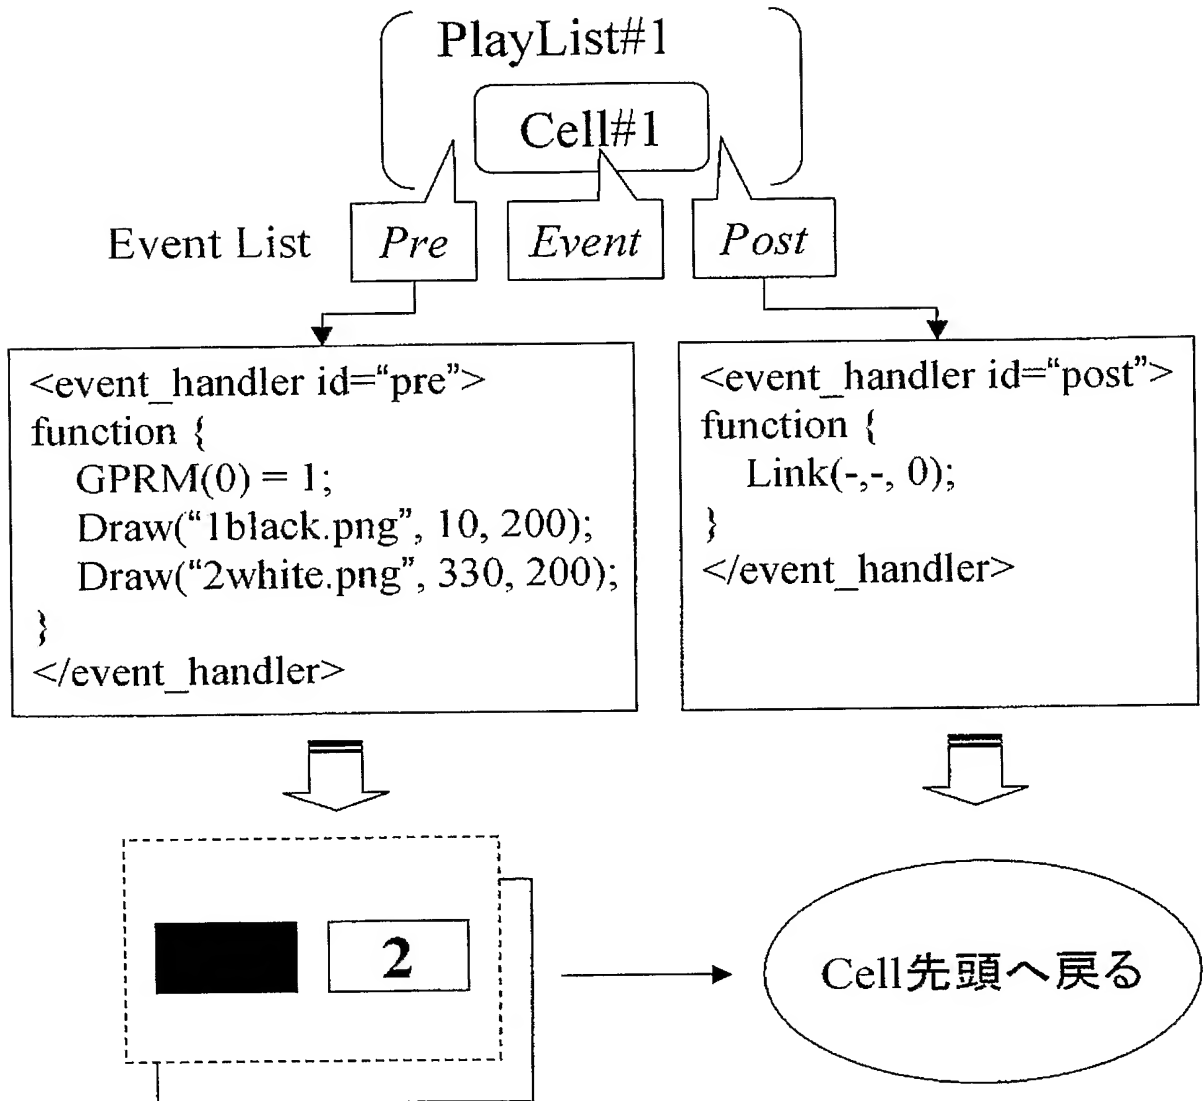 PlayList#1
Cell#1
Event List
Pre
Event
Post
<event_handler id=“pre”>
function {
GPRM(0) = 1;
Draw(“1black.png”, 10, 200);
Draw(“2white.png”, 330, 200);
}
</event_handler>
<event_handler id=“post”>
function {
Link(-,-, 0);
}
</event_handler>
2
Cell先頭へ戻る